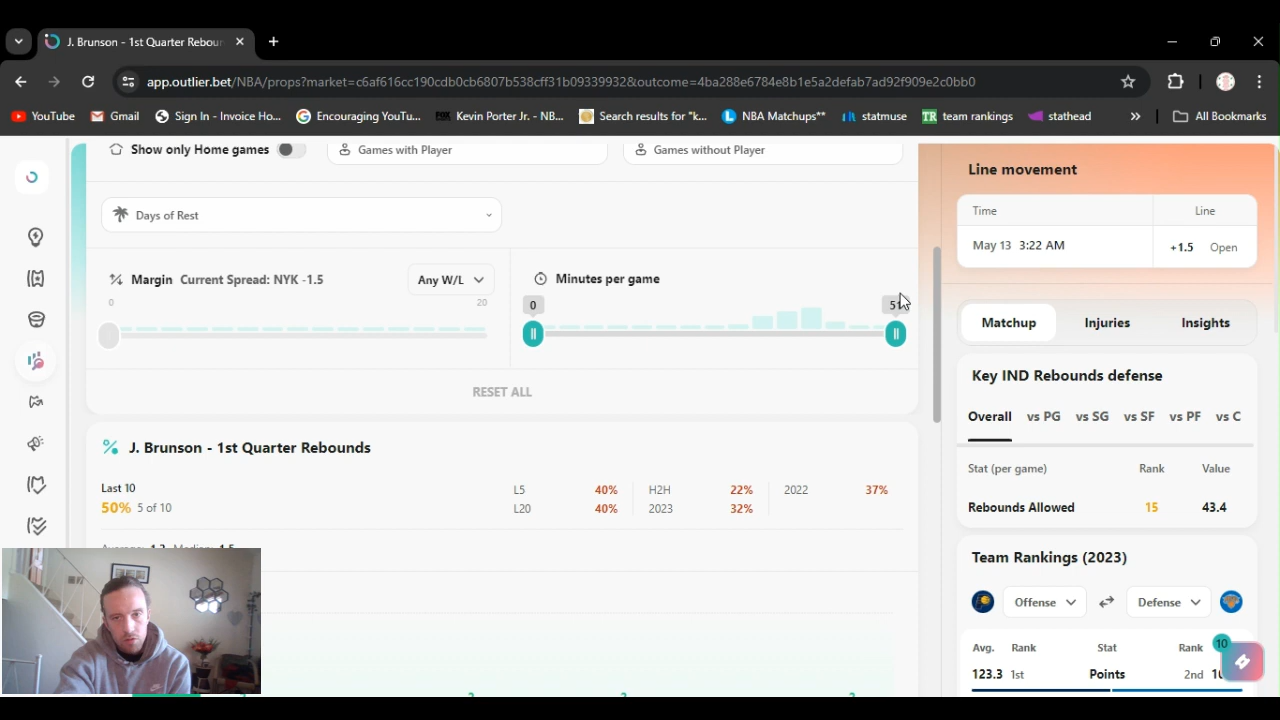 J. Brunson - 1st Quarter Rebour
app.outlier.bet/NBA/props?market=c6af616cc190cdb0cb6807b538cff31b09339932&outcome=4ba288e6784e8b1e5a2defab7ad92f909e2c0bb0
YouTube Gmail Sign In - Invoice Ho... Encouraging YouTu... FOX Kevin Porter Jr. - NB... Search results for "k... NBA Matchups** statmuse TR team rankings stathead » All Bookmarks
Show only Home games Games with Player Games without Player
Days of Rest
Margin Current Spread: NYK -1.5 Any W/L
0 20
Minutes per game
0 51
RESET ALL
J. Brunson - 1st Quarter Rebounds
Last 10
50% 5 of 10
L5 40% H2H 22% 2022 37%
L20 40% 2023 32%
Line movement
Time Line
May 13 3:22 AM +1.5 Open
Matchup Injuries Insights
Key IND Rebounds defense
Overall vs PG vs SG vs SF vs PF vs C
Stat (per game) Rank Value
Rebounds Allowed 15 43.4
Team Rankings (2023)
Offense Defense
10
Avg. Rank Stat Rank
123.3 1st Points 2nd